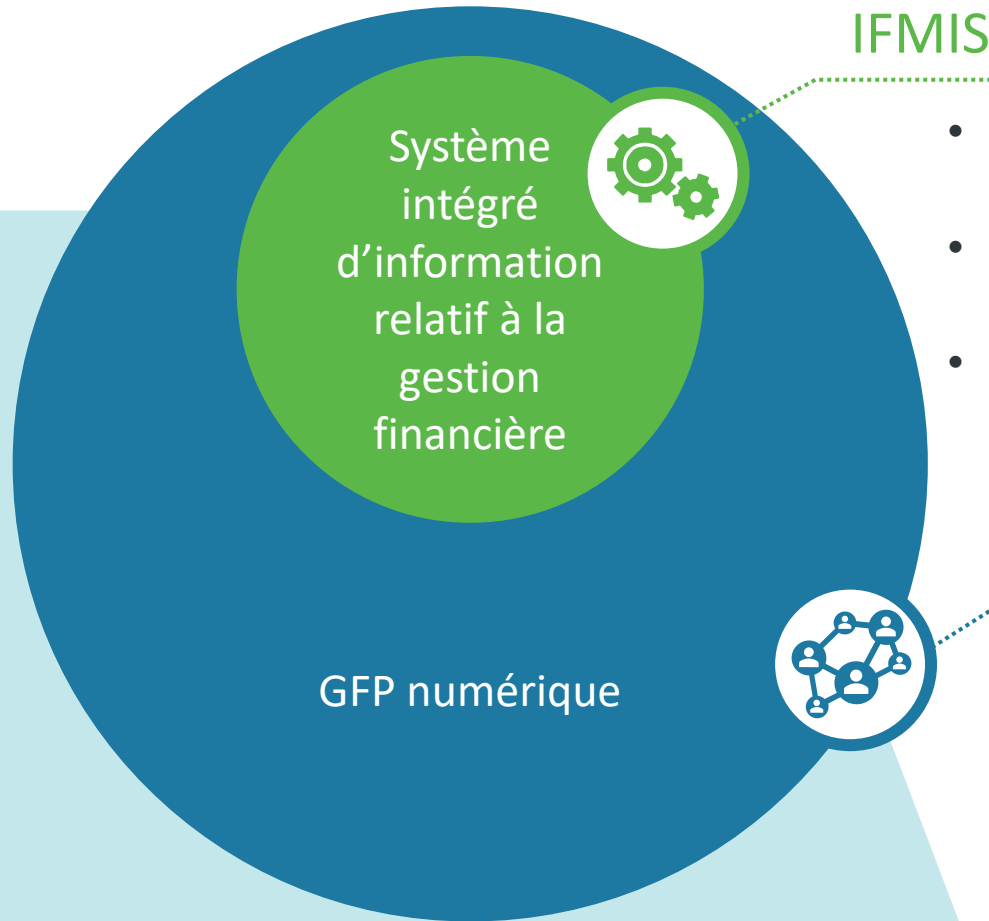 IFMIS
Système
intégré
d’information
relatif à la
gestion
financière
GFP numérique